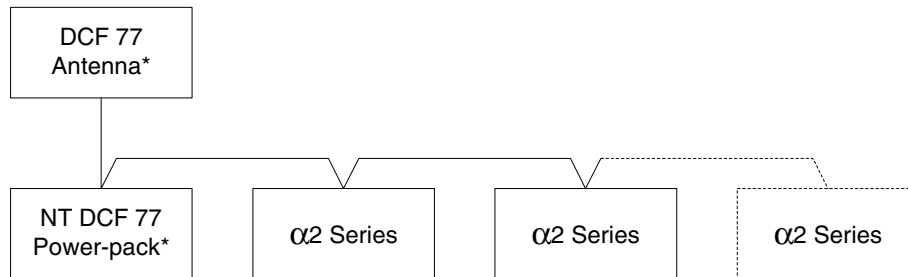 DCF 77
Antenna*
NT DCF 77
Power-pack*
α2 Series
α2 Series
α2 Series